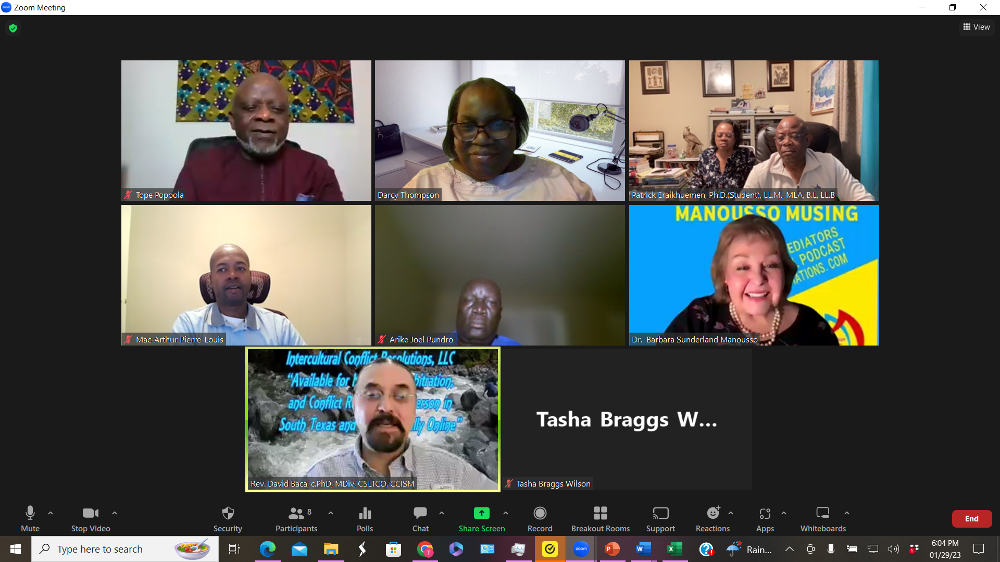 Zoom Meeting
View
Tope Popoola
Darcy Thompson
Patrick Eraikhuemen, Ph.D.(Student), LL.M., MLA, B.L, LL.B
MANOUSSO MUSING
EDIATORS
PODCAST
ATIONS.COM
Mac-Arthur Pierre-Louis
Arike Joel Pundro
Dr. Barbara Sunderland Manousso
Intercultural Conflict Resolutions, LLC
"Available for bitration,
and Conflict R erson in
South Texas and lly Online"
Rev. David Baca, c.PhD, MDiv, CSLTCO, CCISM
Tasha Braggs W...
Tasha Braggs Wilson
8
Mute
Stop Video
Security
Participants
Polls
Chat
Share Screen
Record
Breakout Rooms
Support
Reactions
Apps
Whiteboards
End
Type here to search
zoom
Rain...
6:04 PM
01/29/23